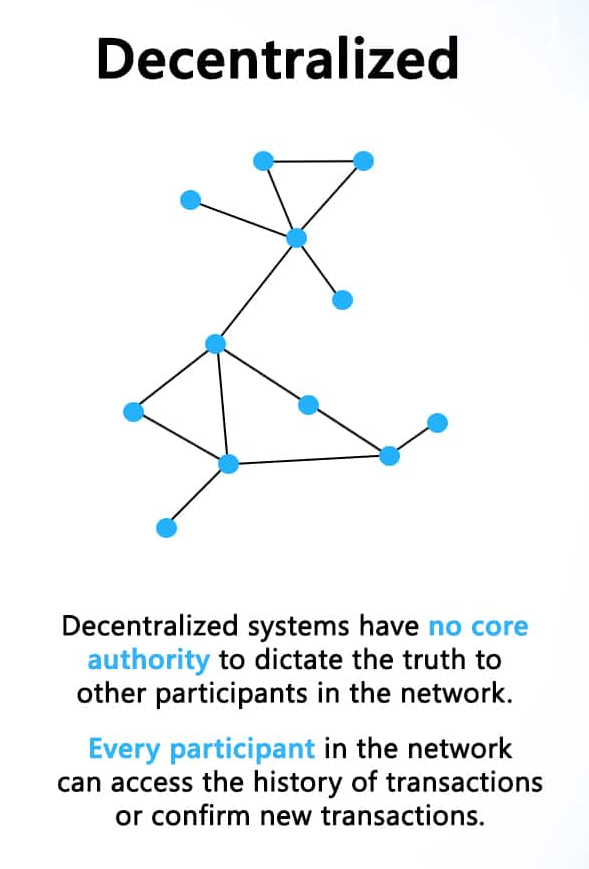 Decentralized
Decentralized systems have no core
authority to dictate the truth to
other participants in the network.
Every participant in the network
can access the history of transactions
or confirm new transactions.